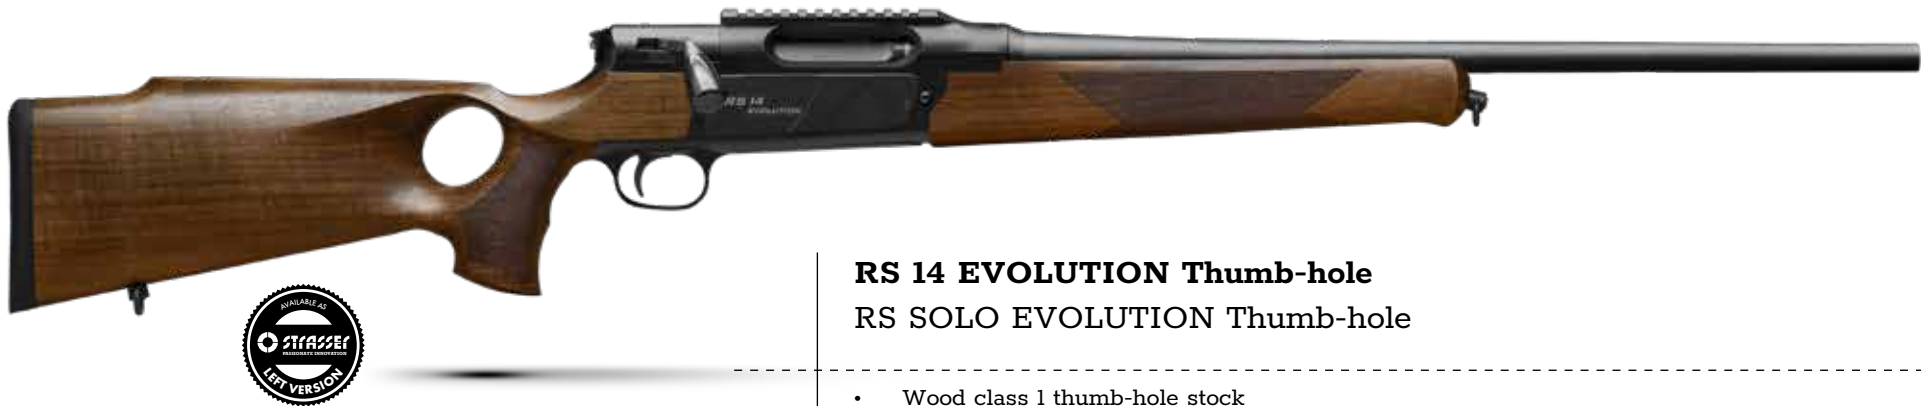 RS 14
EVOLUTION
RS 14 EVOLUTION Thumb-hole
RS SOLO EVOLUTION Thumb-hole
AVAILABLE AS
STRASSER
PASSIONATE INNOVATION
LEFT VERSION
• Wood class 1 thumb-hole stock